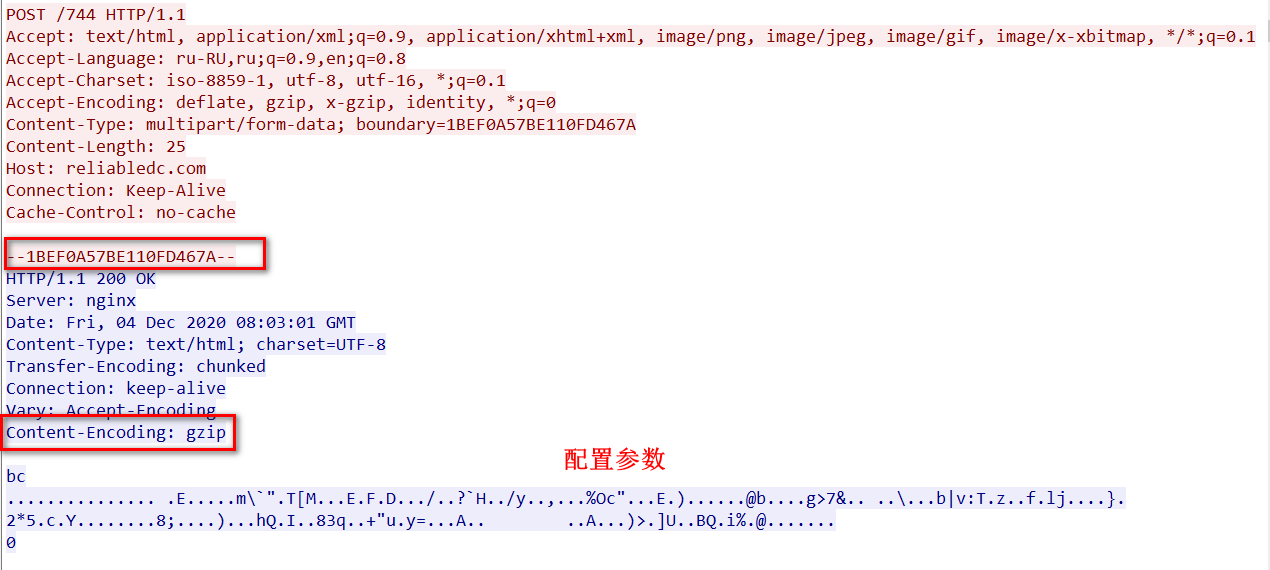 POST /744 HTTP/1.1
Accept: text/html, application/xml;q=0.9, application/xhtml+xml, image/png, image/jpeg, image/gif, image/x-xbitmap, */*;q=0.1
Accept-Language: ru-RU,ru;q=0.9,en;q=0.8
Accept-Charset: iso-8859-1, utf-8, utf-16, *;q=0.1
Accept-Encoding: deflate, gzip, x-gzip, identity, *;q=0
Content-Type: multipart/form-data; boundary=1BEF0A57BE110FD467A
Content-Length: 25
Host: reliabledc.com
Connection: Keep-Alive
Cache-Control: no-cache
--1BEF0A57BE110FD467A--
HTTP/1.1 200 OK
Server: nginx
Date: Fri, 04 Dec 2020 08:03:01 GMT
Content-Type: text/html; charset=UTF-8
Transfer-Encoding: chunked
Connection: keep-alive
Vary: Accept-Encoding
Content-Encoding: gzip
配置参数
bc
............... .E.....m\`".T[M...E.F.D.../..?`H../y..,...%Oc"...E.)......@b....g>7&.. ..\...b|v:T.z..f.lj....}.
2*5.c.Y........8;....)...hQ.I..83q..+"u.y=...A.. ..A...)>.]U..BQ.i%.@.......
0